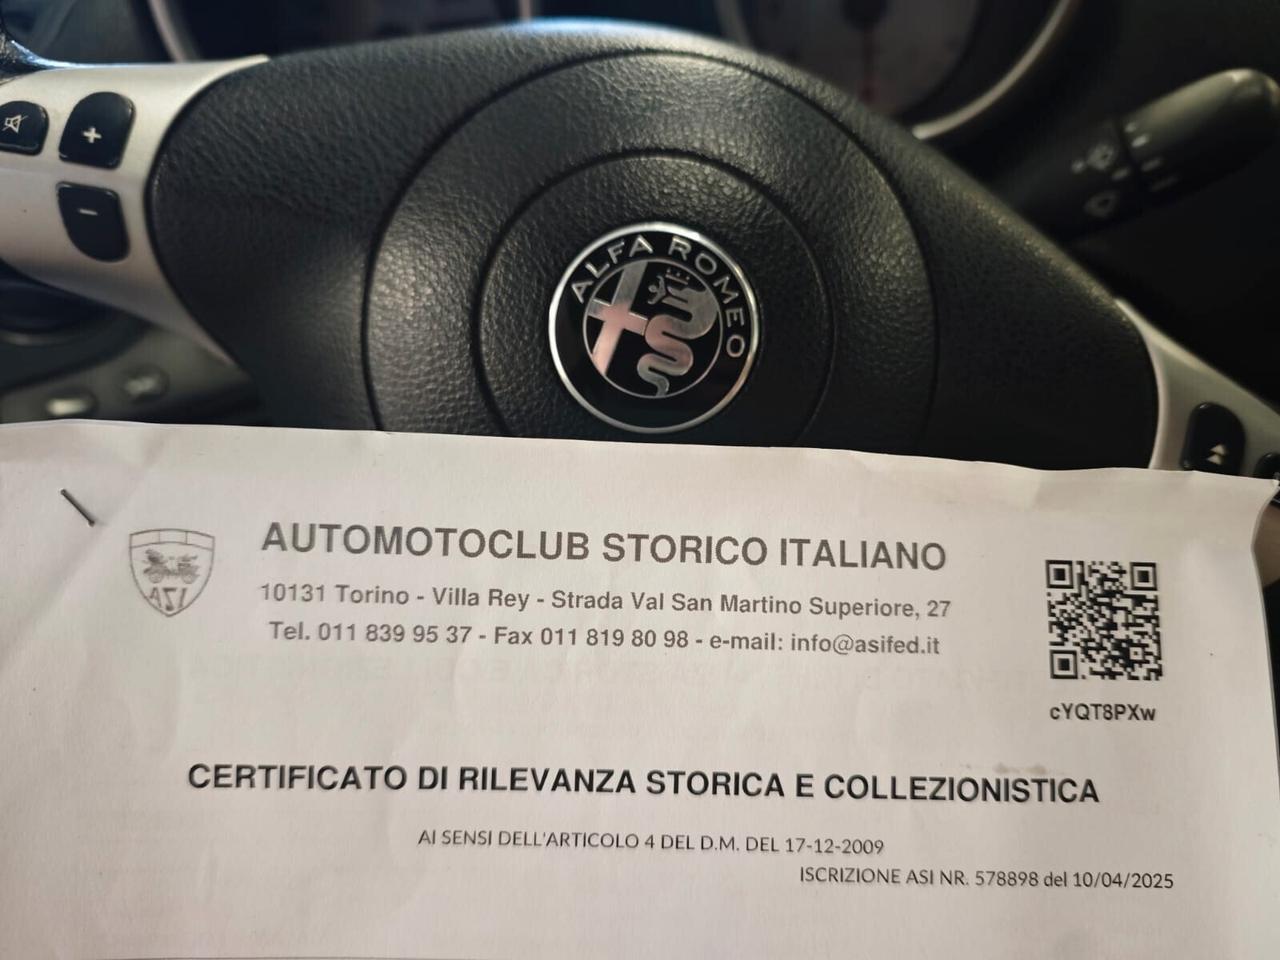 ALFA ROMEO
ASI
AUTOMOTOCLUB STORICO ITALIANO
10131 Torino - Villa Rey - Strada Val San Martino Superiore, 27
Tel. 011 839 95 37 - Fax 011 819 80 98 - e-mail: info@asifed.it
cYQT8PXw
CERTIFICATO DI RILEVANZA STORICA E COLLEZIONISTICA
AI SENSI DELL'ARTICOLO 4 DEL D.M. DEL 17-12-2009
ISCRIZIONE ASI NR. 578898 del 10/04/2025